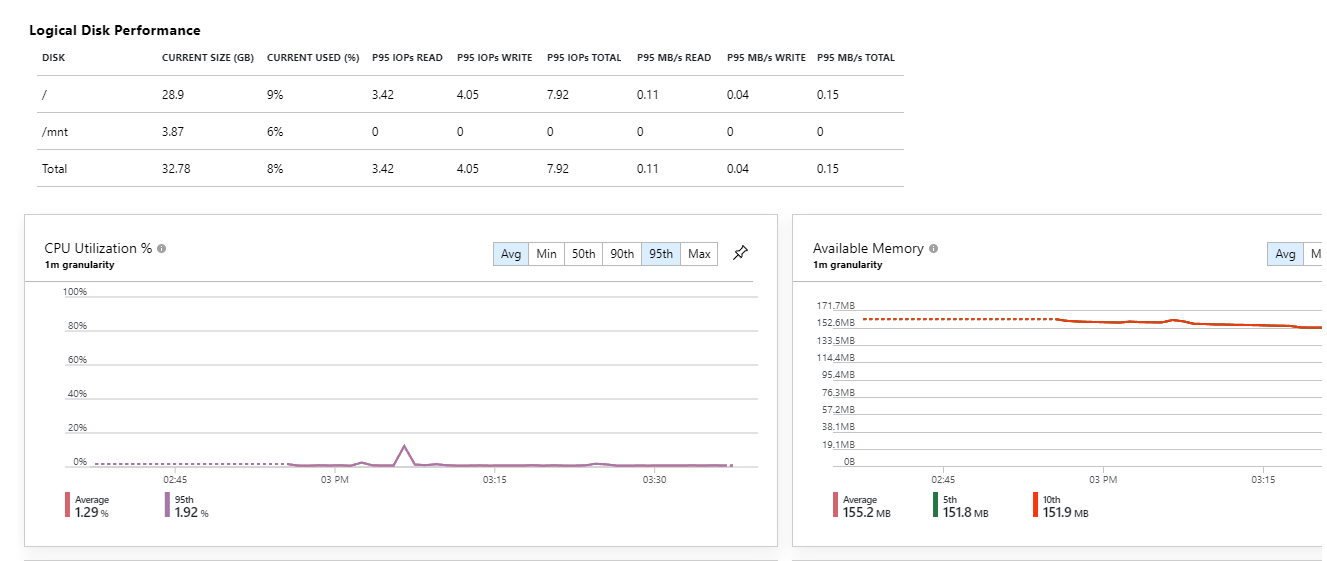 Logical Disk Performance
DISK CURRENT SIZE (GB) CURRENT USED (%) P95 IOPs READ P95 IOPs WRITE P95 IOPs TOTAL P95 MB/s READ P95 MB/s WRITE P95 MB/s TOTAL
/ 28.9 9% 3.42 4.05 7.92 0.11 0.04 0.15
/mnt 3.87 6% 0 0 0 0 0 0
Total 32.78 8% 3.42 4.05 7.92 0.11 0.04 0.15
CPU Utilization %
1m granularity
Avg Min 50th 90th 95th Max
100%
80%
60%
40%
20%
0%
02:45 03 PM 03:15 03:30
Average 95th
1.29 % 1.92 %
Available Memory
1m granularity
Avg
171.7MB
152.6MB
133.5MB
114.4MB
95.4MB
76.3MB
57.2MB
38.1MB
19.1MB
0B
02:45 03 PM 03:15
Average 5th 10th
155.2 MB 151.8 MB 151.9 MB